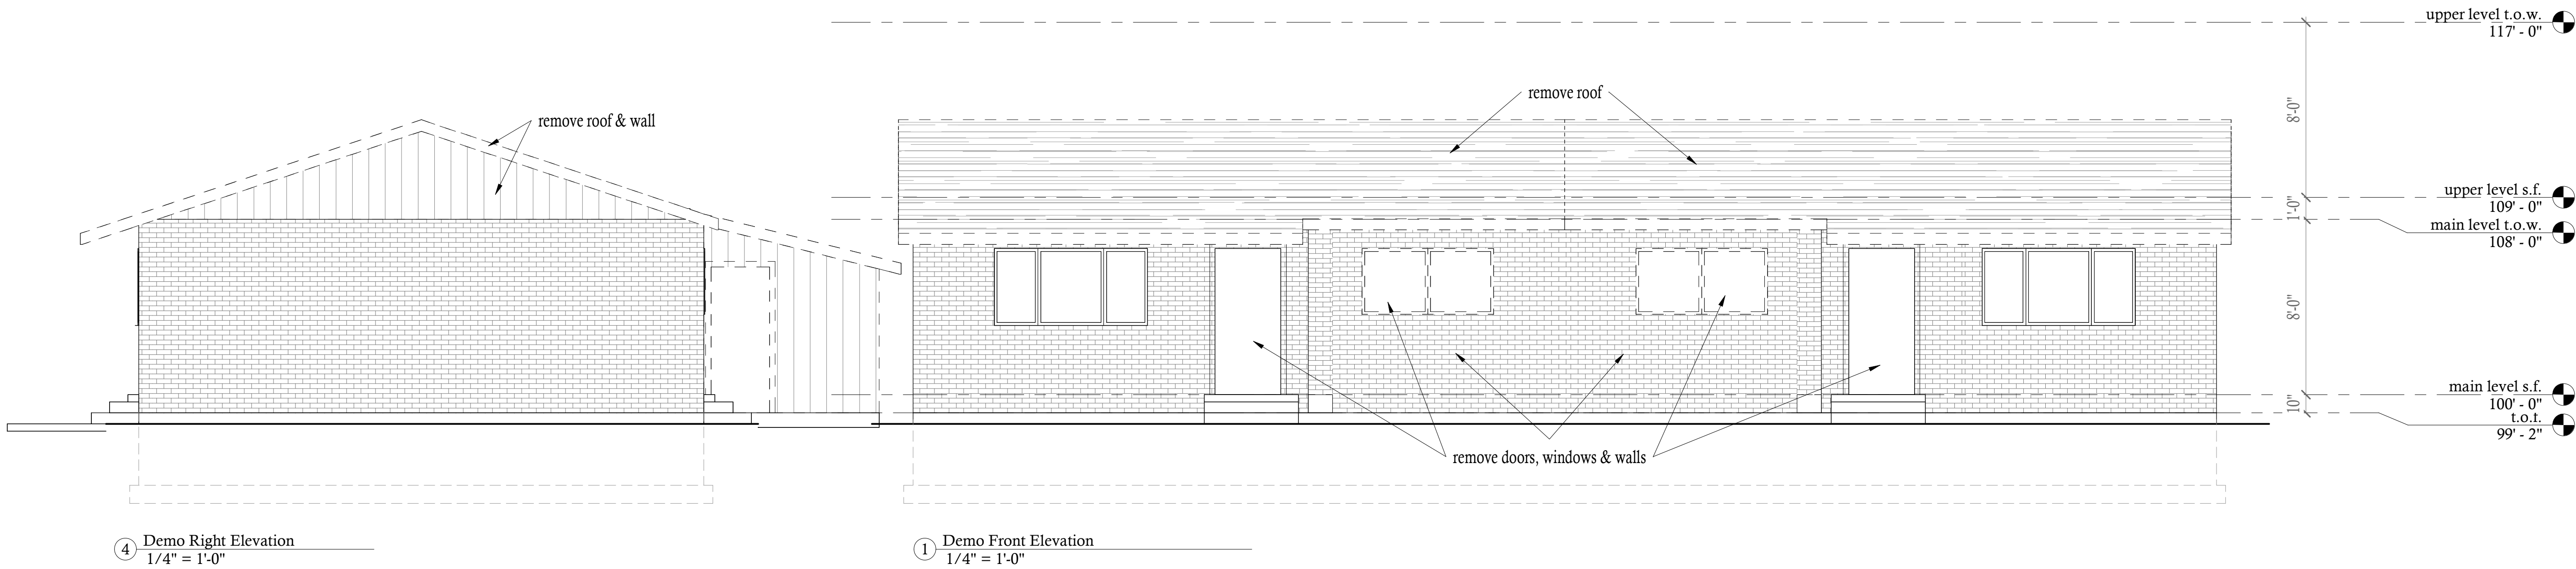 upper level t.o.w.
117' - 0"
remove roof
remove roof & wall
8'-0"
upper level s.f.
109' - 0"
1'-0"
main level t.o.w.
108' - 0"
8'-0"
main level s.f.
100' - 0"
10"
t.o.t.
99' - 2"
remove doors, windows & walls
4 Demo Right Elevation
1/4" = 1'-0"
1 Demo Front Elevation
1/4" = 1'-0"